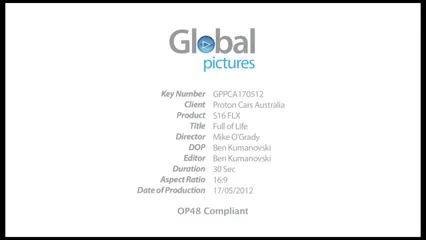 Global
pictures
Key Number GPPCA170512
Client Proton Cars Australia
Product S16 FLX
Title Full of Life
Director Mike O'Grady
DOP Ben Kumanovski
Editor Ben Kumanovski
Duration 30 Sec
Aspect Ratio 16:9
Date of Production 17/05/2012
OP48 Compliant